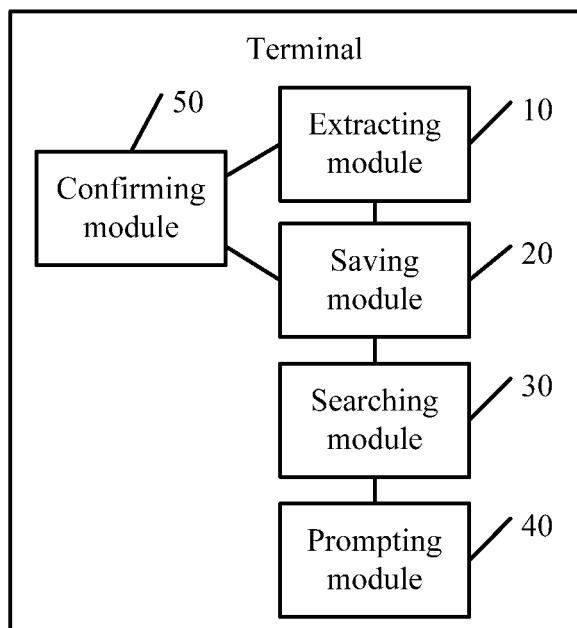 Terminal
50
Extracting
module
10
Confirming
module
Saving
module
20
Searching
module
30
Prompting
module
40